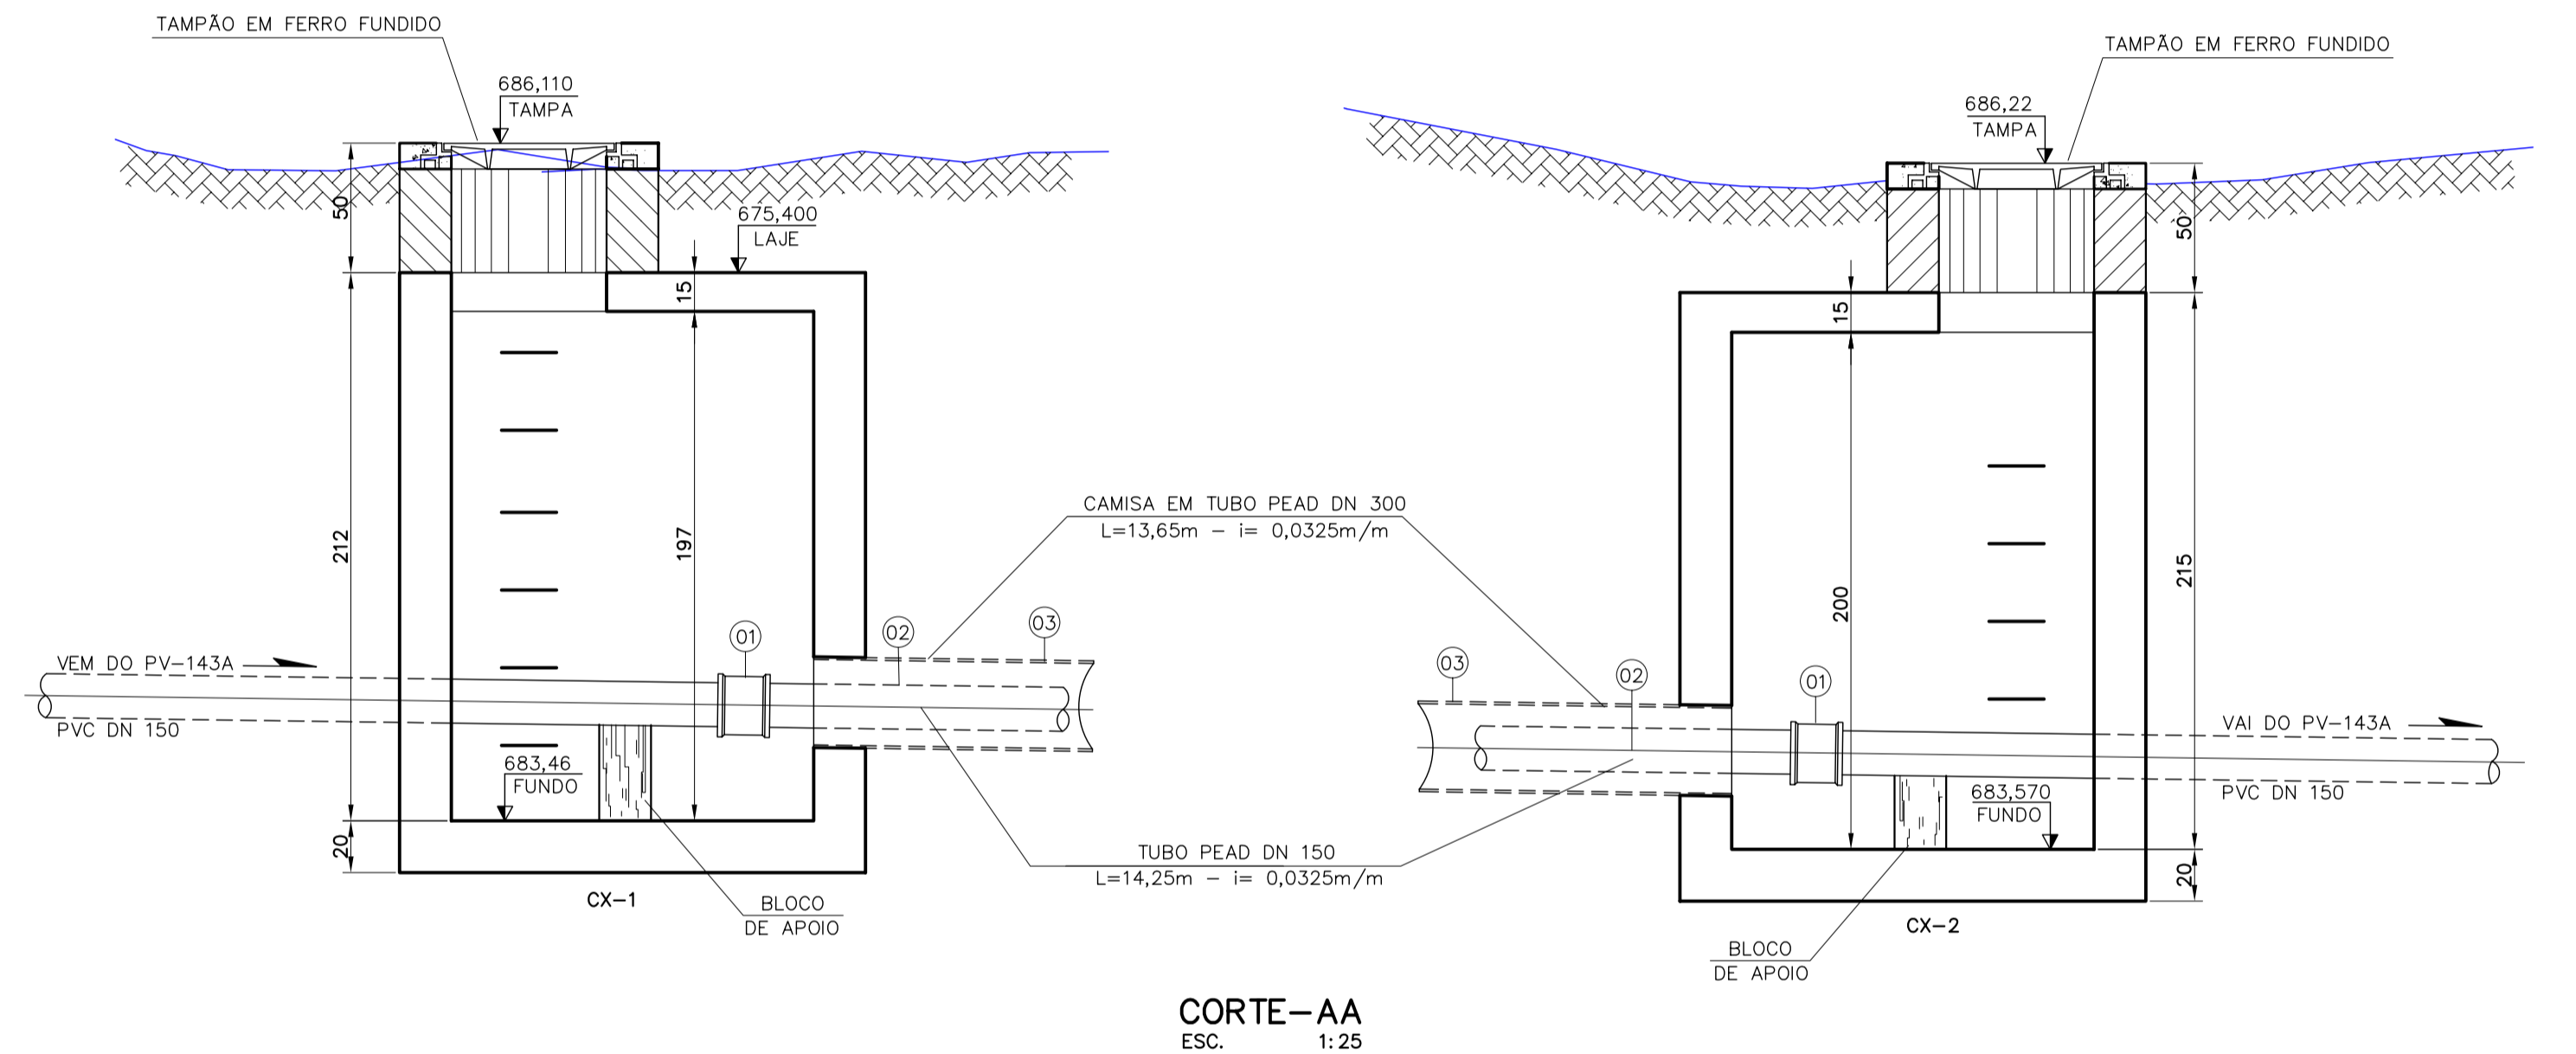 TAMPÃO EM FERRO FUNDIDO
686,110
TAMPA
50
675,400
LAJE
15
212
197
VEM DO PV-143A
PVC DN 150
01
02
03
683,46
FUNDO
20
CX-1
BLOCO
DE APOIO
CAMISA EM TUBO PEAD DN 300
L=13,65m - i= 0,0325m/m
TUBO PEAD DN 150
L=14,25m - i= 0,0325m/m
TAMPÃO EM FERRO FUNDIDO
686,22
TAMPA
50
15
200
215
03
02
01
VAI DO PV-143A
PVC DN 150
683,570
FUNDO
20
CX-2
BLOCO
DE APOIO
CORTE-AA
ESC. 1:25